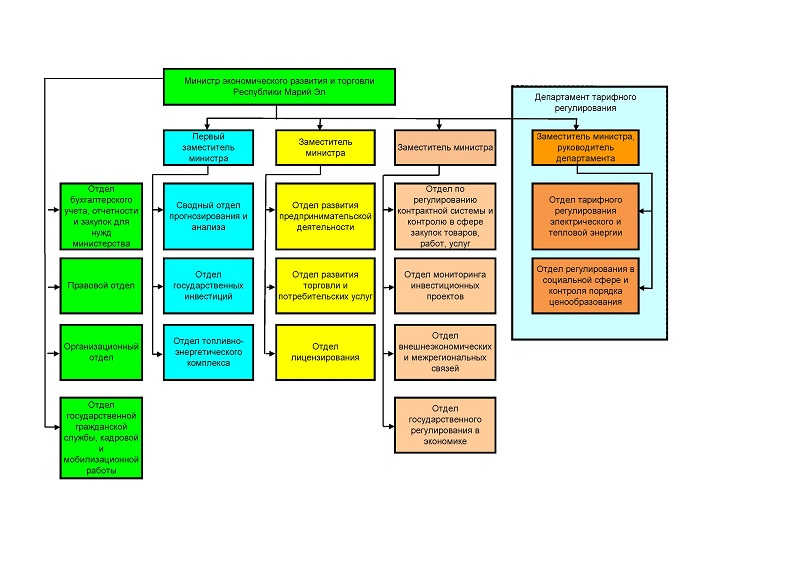 Министр экономического развития и торговли
Республики Марий Эл
Департамент тарифного
регулирования
Первый
заместитель
министра
Заместитель
министра
Заместитель министра
Заместитель министра,
руководитель
департамента
Отдел
бухгалтерского
учета, отчетности
и закупок для
нужд
министерства
Правовой отдел
Организационный
отдел
Отдел
государственной
гражданской
службы, кадровой
и
мобилизационной
работы
Сводный отдел
прогнозирования и
анализа
Отдел
государственных
инвестиций
Отдел топливно-
энергетического
комплекса
Отдел развития
предпринимательской
деятельности
Отдел развития
торговли и
потребительских услуг
Отдел
лицензирования
Отдел по
регулированию
контрактной системы и
контролю в сфере
закупок товаров,
работ, услуг
Отдел мониторинга
инвестиционных
проектов
Отдел
внешнеэкономических
и межрегиональных
связей
Отдел
государственного
регулирования в
экономике
Отдел тарифного
регулирования
электрического и
тепловой энергии
Отдел регулирования в
социальной сфере и
контроля порядка
ценообразования